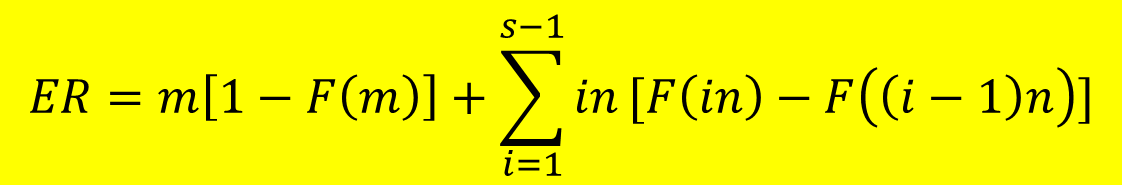 ER = m[1 − F(m)] + ∑_{i=1}^{s−1} in [F(in) − F((i − 1)n)]